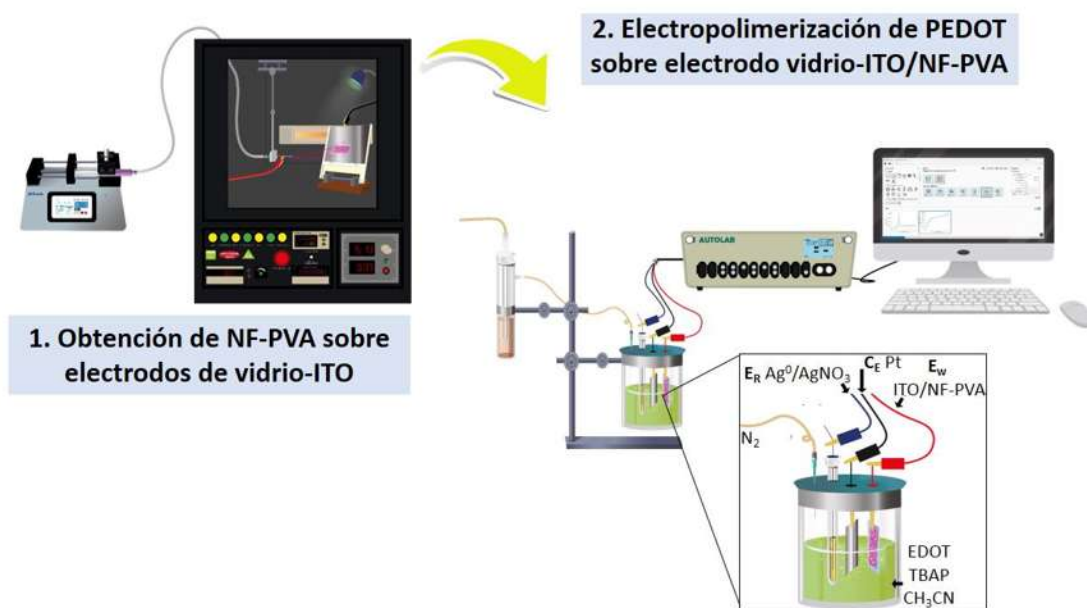 2. Electropolimerización de PEDOT
sobre electrodo vidrio-ITO/NF-PVA
AUTOLAB
1. Obtención de NF-PVA sobre
electrodos de vidrio-ITO
C_E Pt
E_w
E_R Ag⁰/AgNO₃
ITO/NF-PVA
N₂
EDOT
TBAP
CH₃CN